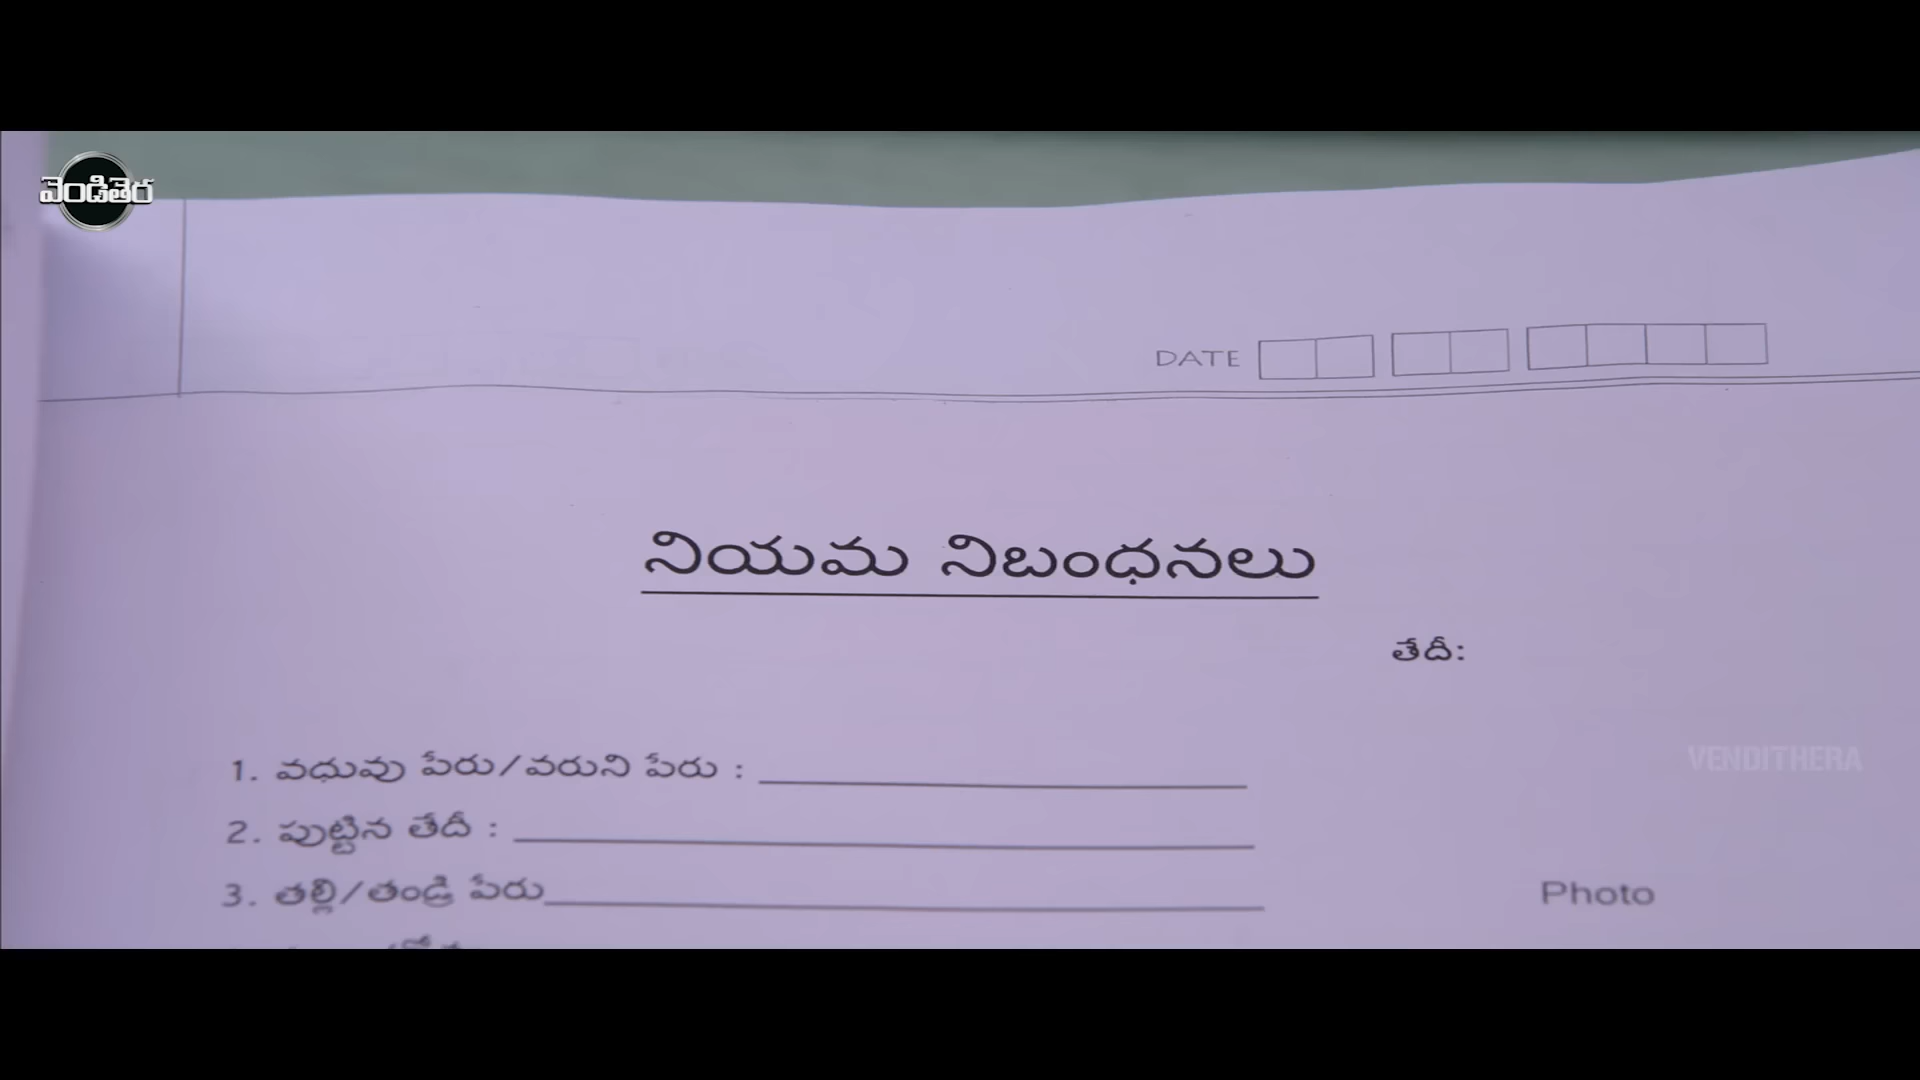 వెండితెర
DATE
నియమ నిబంధనలు
తేదీ:
VENDITHERA
1. వధువు పేరు/వరుని పేరు :
2. పుట్టిన తేదీ :
3. తల్లి/తండ్రి పేరు
Photo